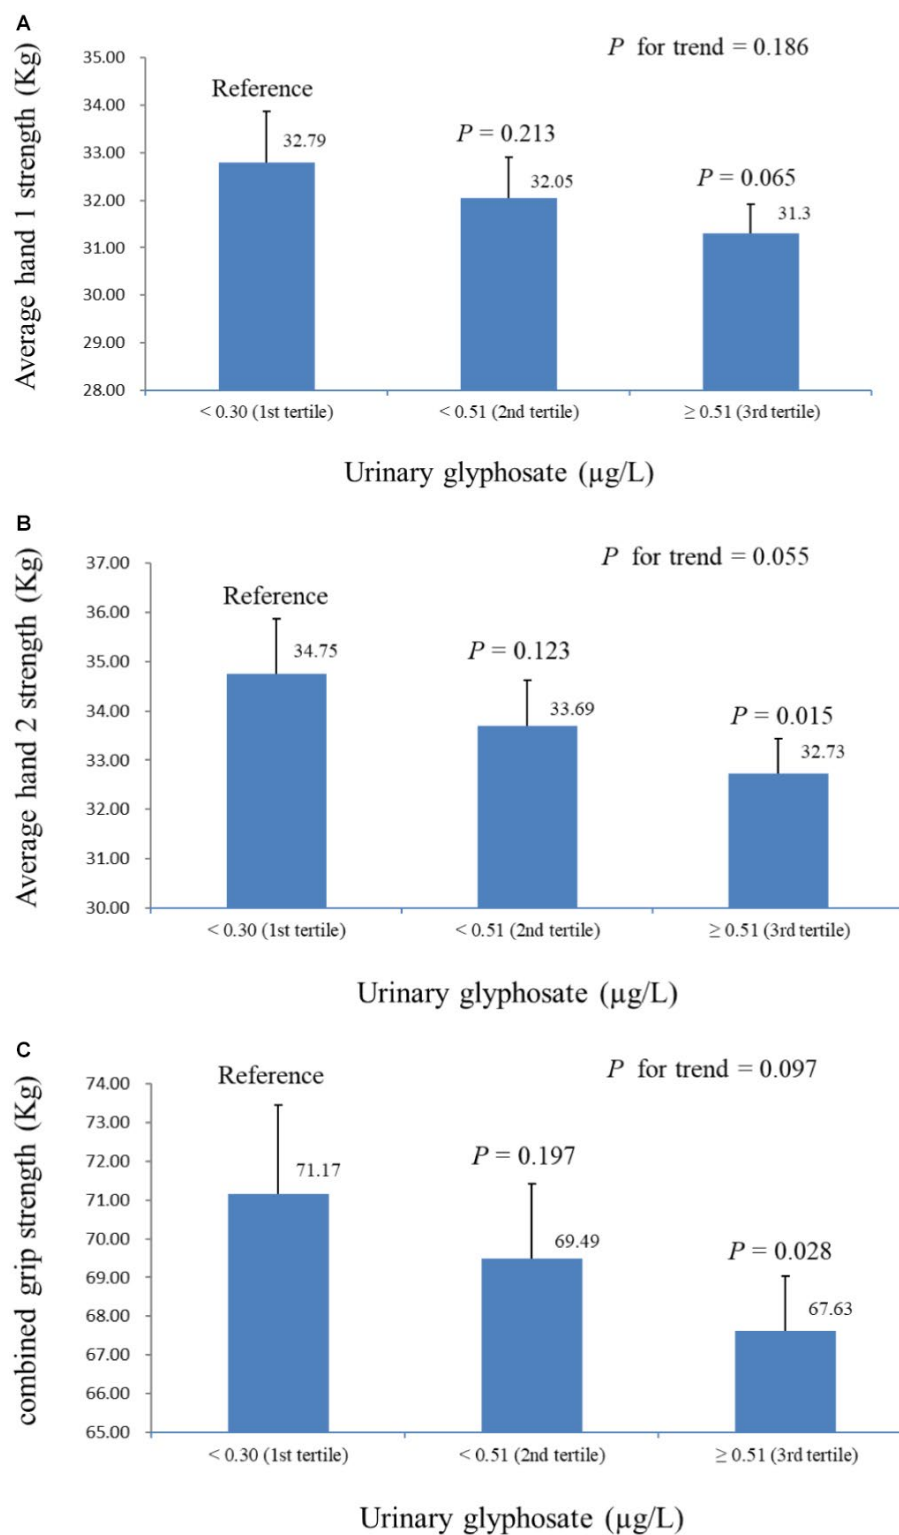 A
P for trend = 0.186
Average hand 1 strength (Kg)
35.00
34.00
33.00
32.00
31.00
30.00
29.00
28.00
Reference
32.79
P = 0.213
32.05
P = 0.065
31.3
< 0.30 (1st tertile)
< 0.51 (2nd tertile)
≥ 0.51 (3rd tertile)
Urinary glyphosate (µg/L)
B
P for trend = 0.055
Average hand 2 strength (Kg)
37.00
36.00
35.00
34.00
33.00
32.00
31.00
30.00
Reference
34.75
P = 0.123
33.69
P = 0.015
32.73
< 0.30 (1st tertile)
< 0.51 (2nd tertile)
≥ 0.51 (3rd tertile)
Urinary glyphosate (µg/L)
C
P for trend = 0.097
combined grip strength (Kg)
74.00
73.00
72.00
71.00
70.00
69.00
68.00
67.00
66.00
65.00
Reference
71.17
P = 0.197
69.49
P = 0.028
67.63
< 0.30 (1st tertile)
< 0.51 (2nd tertile)
≥ 0.51 (3rd tertile)
Urinary glyphosate (µg/L)